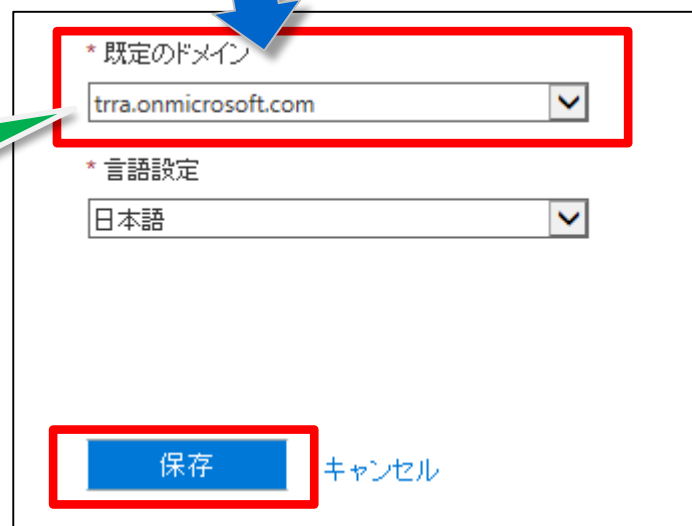 * 既定のドメイン
trra.onmicrosoft.com
* 言語設定
日本語
保存 キャンセル